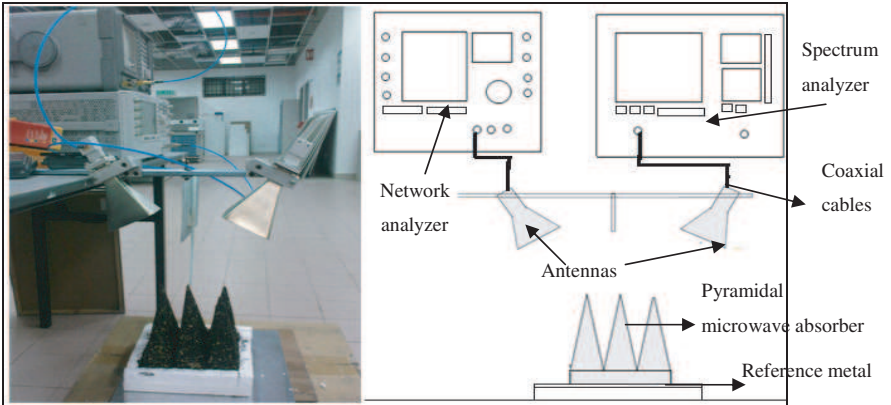 Spectrum
analyzer
Coaxial
cables
Network
analyzer
Antennas
Pyramidal
microwave absorber
Reference metal